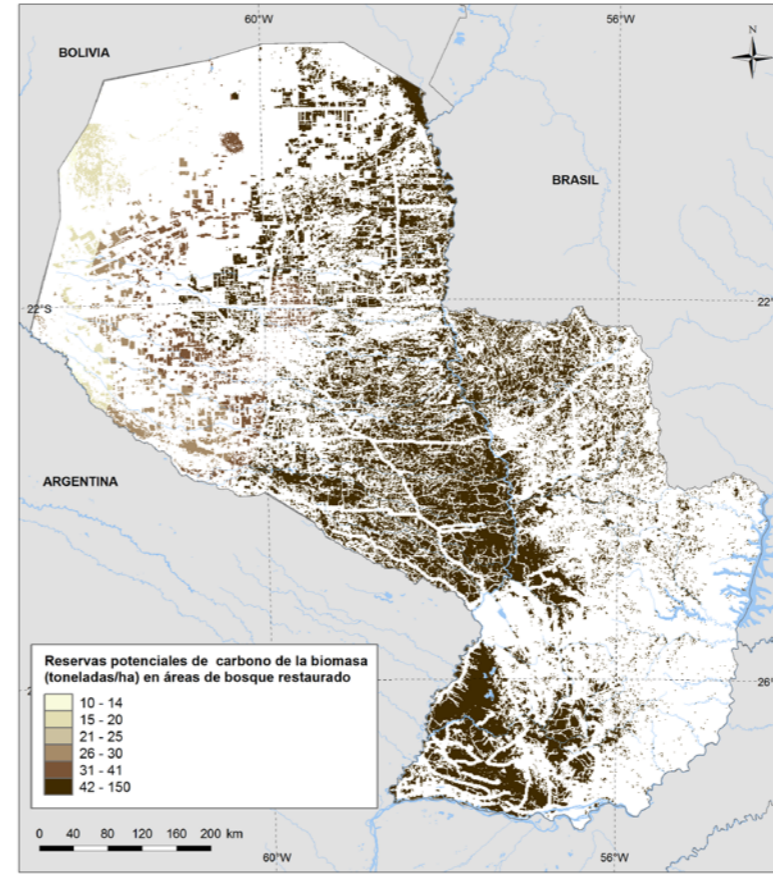 60°W
56°W
BOLIVIA
N
BRASIL
22°S
22°
ARGENTINA
Reservas potenciales de carbono de la biomasa
(toneladas/ha) en áreas de bosque restaurado
10 - 14
15 - 20
21 - 25
26 - 30
31 - 41
42 - 150
26°
0 40 80 120 160 200 km
60°W
56°W